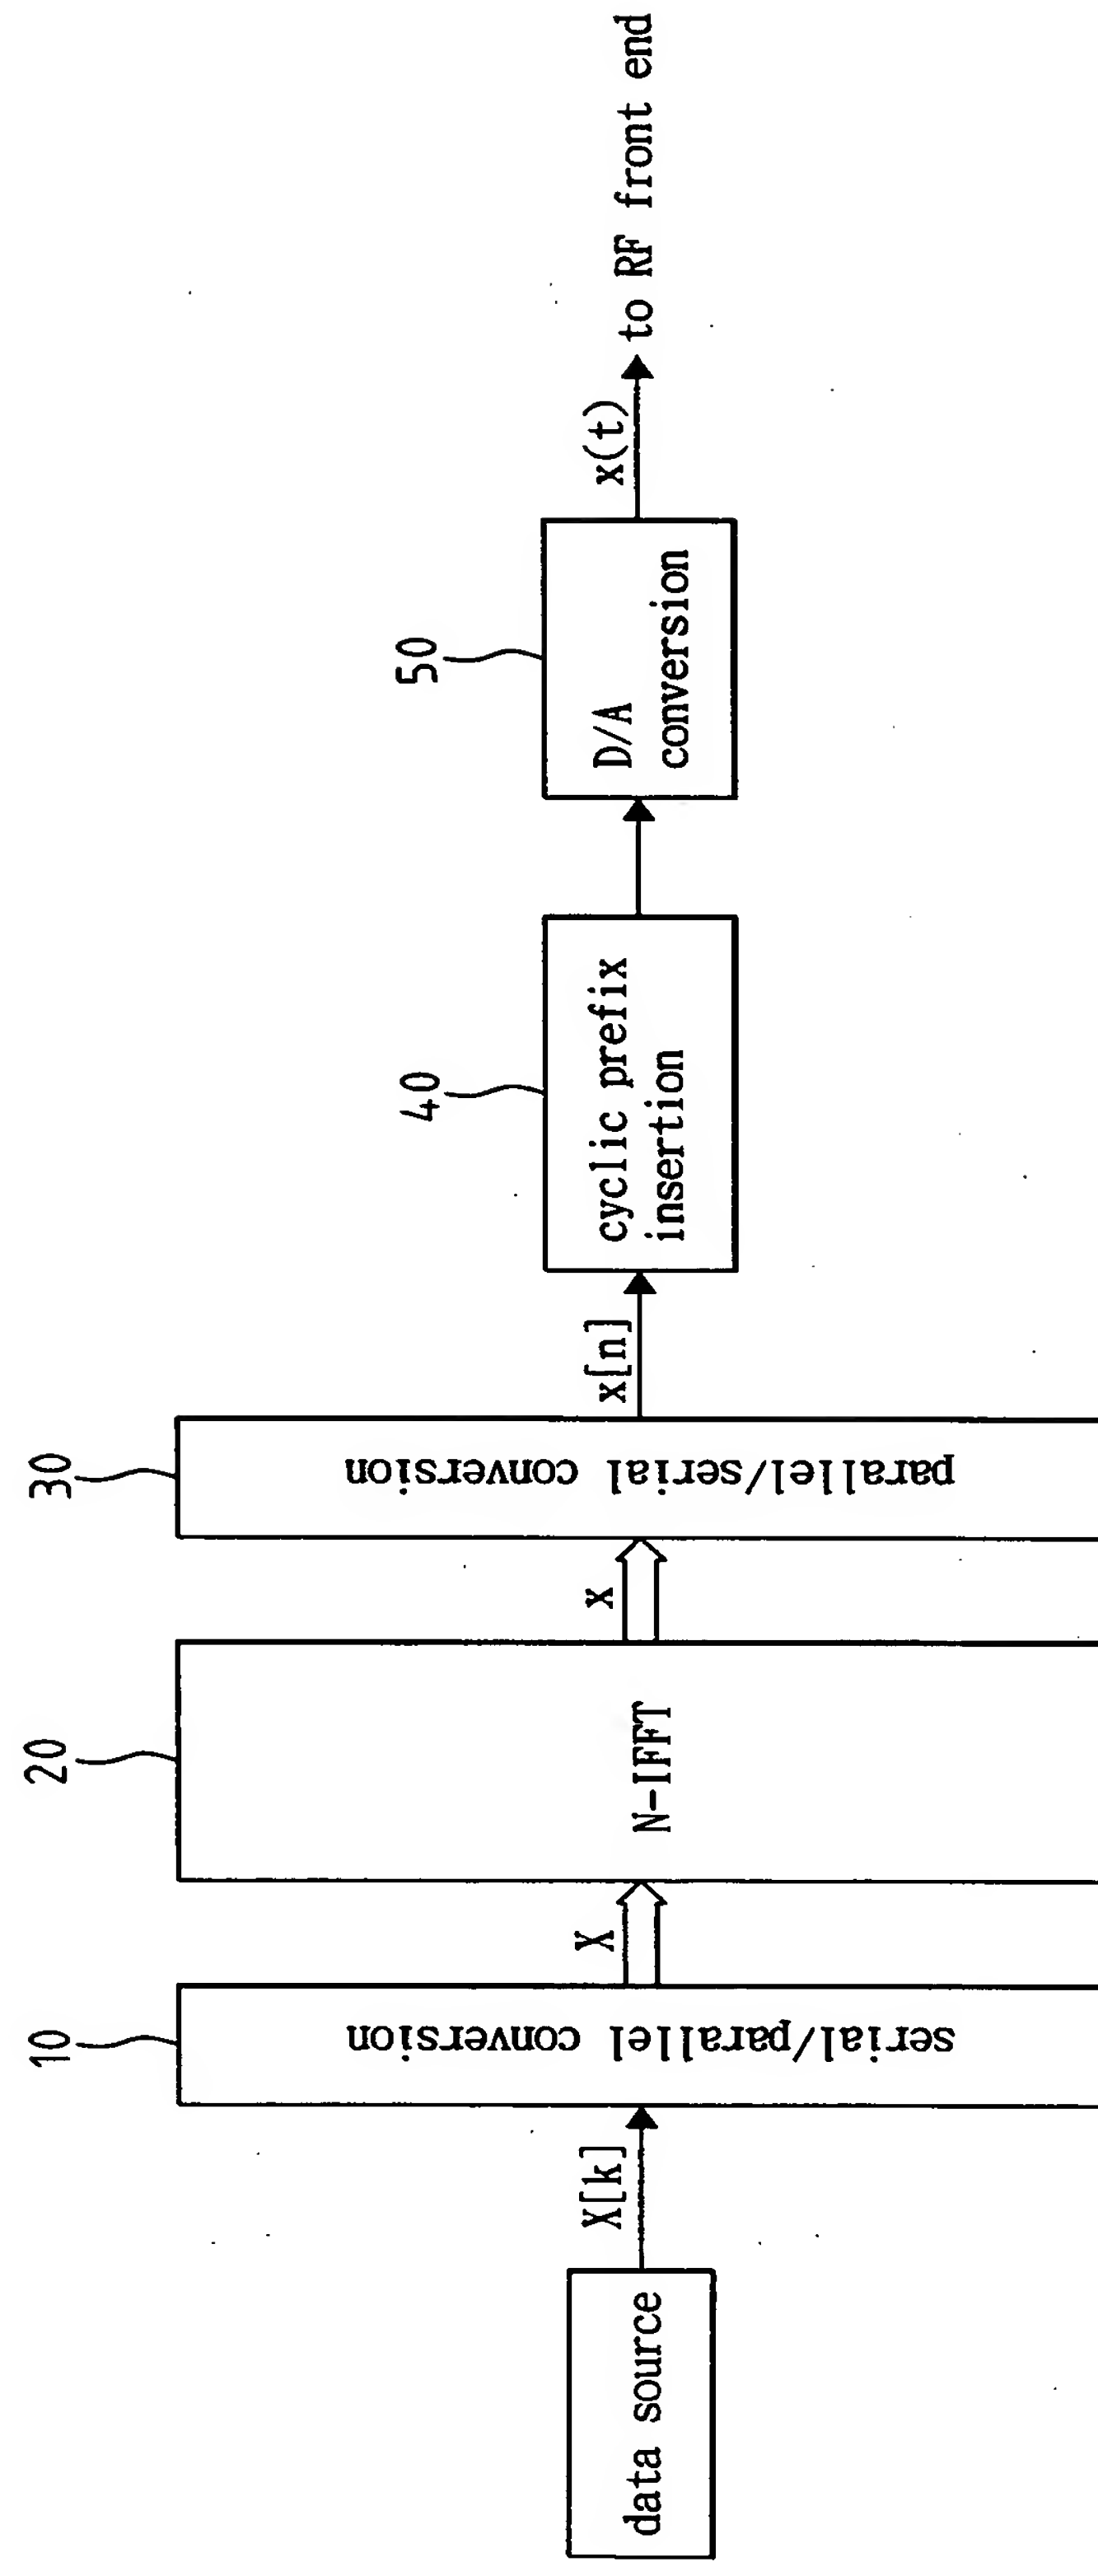 data source
X[k]
10
serial/parallel conversion
X
20
N-IFFT
x
30
parallel/serial conversion
x[n]
40
cyclic prefix
insertion
50
D/A
conversion
x(t)
to RF front end